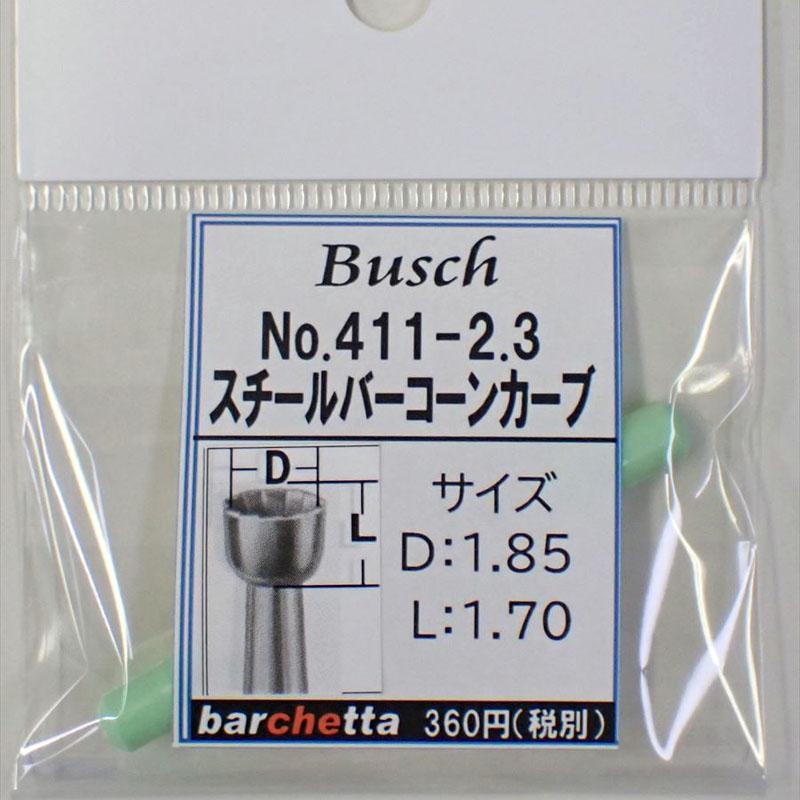 Busch
No.411-2.3
スチールバーコーンカーブ
D
L
サイズ
D:1.85
L:1.70
barchetta 360円(税別)